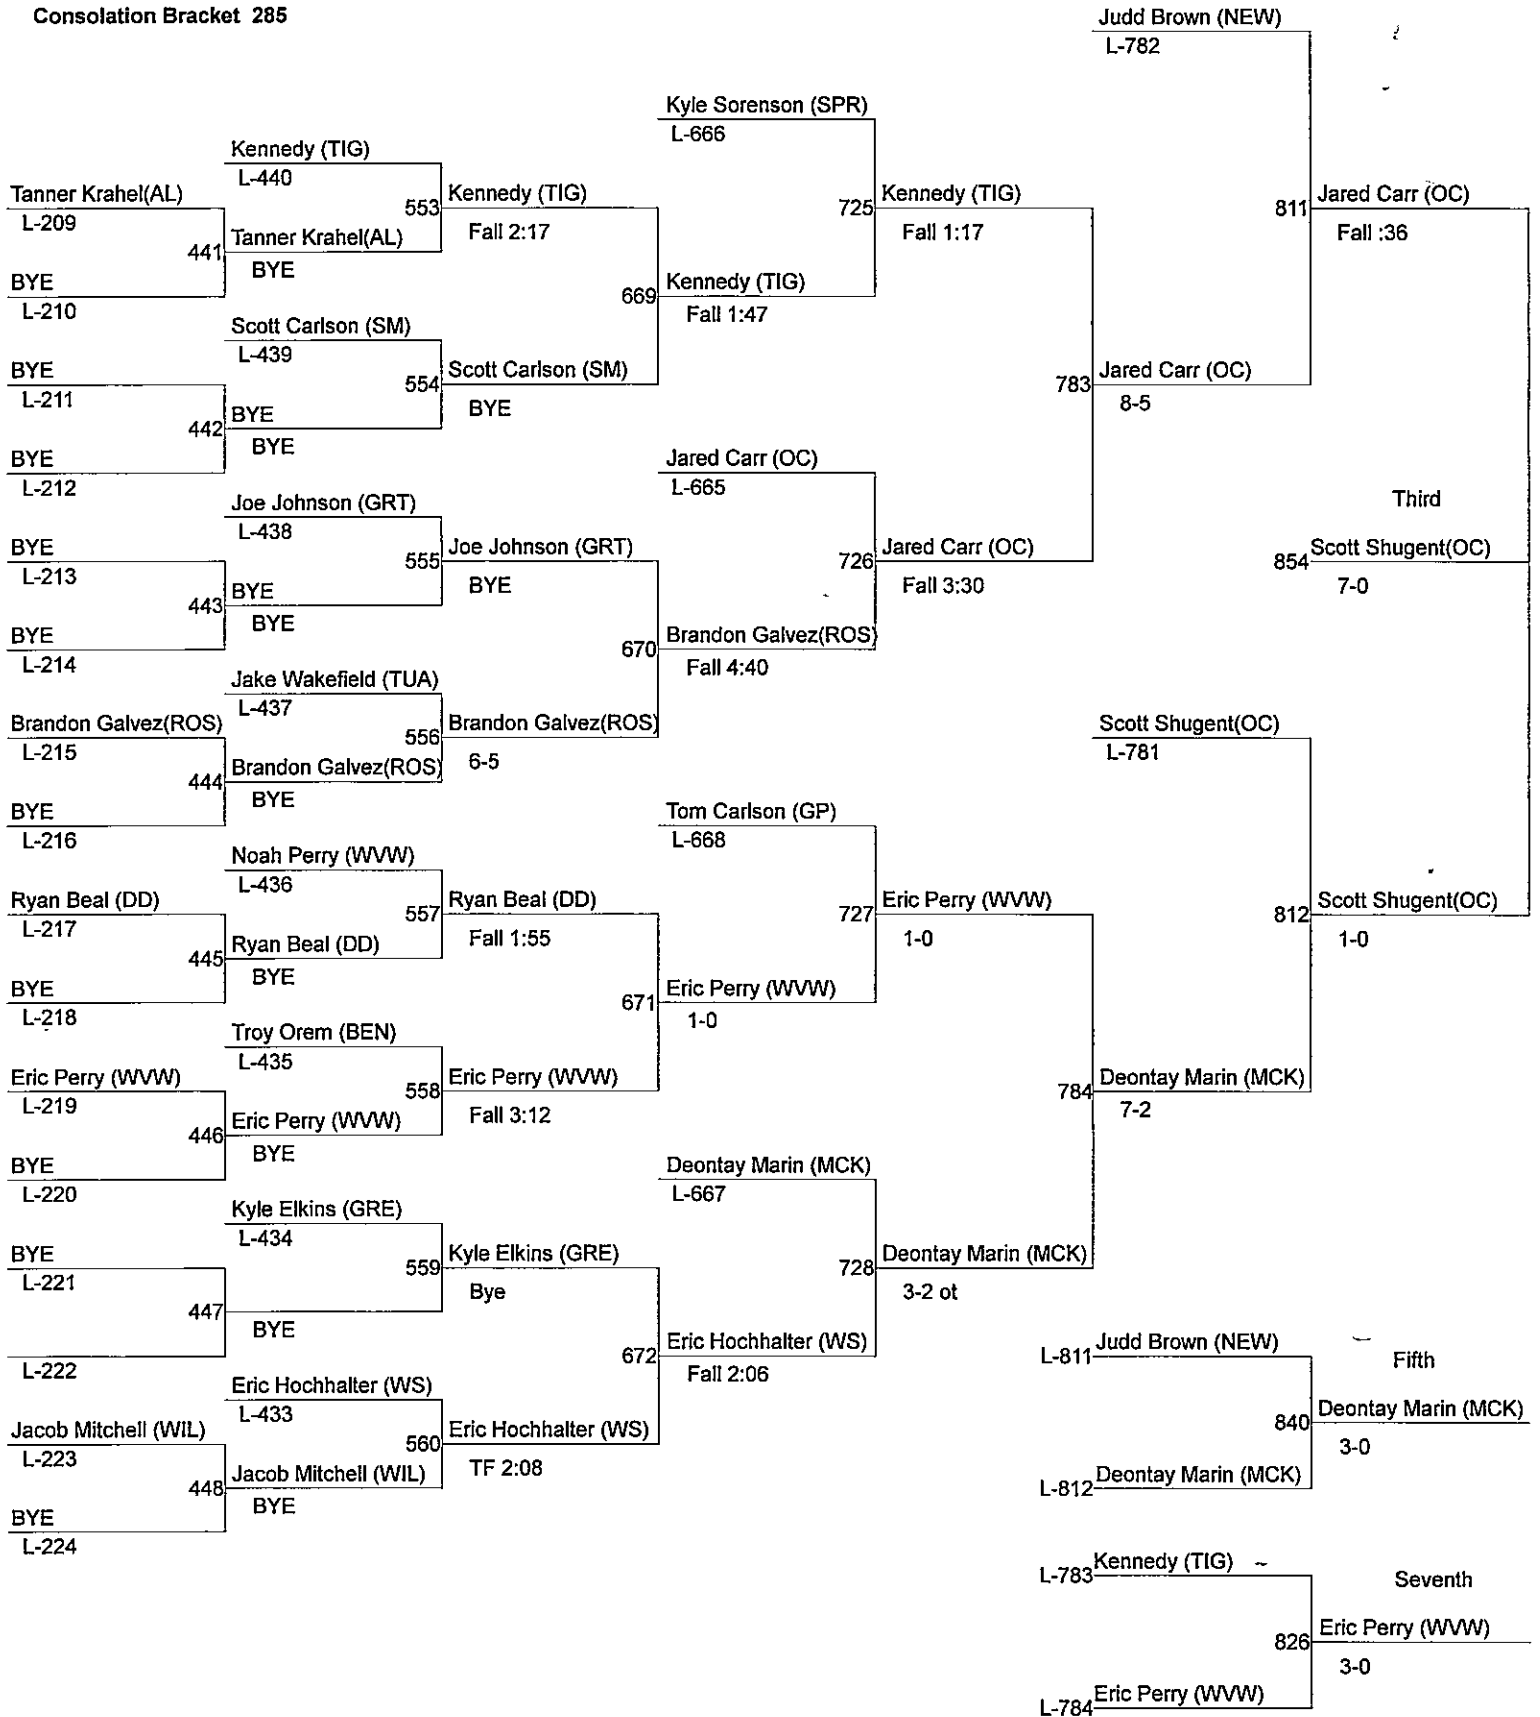 Consolation Bracket 285
Tanner Krahel(AL)
L-209
BYE
L-210
441
BYE
L-211
BYE
L-212
442
BYE
L-213
BYE
L-214
443
Brandon Galvez(ROS)
L-215
BYE
L-216
444
Ryan Beal (DD)
L-217
BYE
L-218
445
Eric Perry (WVW)
L-219
BYE
L-220
446
BYE
L-221
L-222
447
Jacob Mitchell (WIL)
L-223
BYE
L-224
448
Kennedy (TIG)
L-440
Tanner Krahel(AL)
BYE
553
Scott Carlson (SM)
L-439
BYE
BYE
554
Joe Johnson (GRT)
L-438
BYE
BYE
555
Jake Wakefield (TUA)
L-437
Brandon Galvez(ROS)
BYE
556
Noah Perry (WVW)
L-436
Ryan Beal (DD)
BYE
557
Troy Orem (BEN)
L-435
Eric Perry (WVW)
BYE
558
Kyle Elkins (GRE)
L-434
BYE
559
Eric Hochhalter (WS)
L-433
Jacob Mitchell (WIL)
BYE
560
Kennedy (TIG)
Fall 2:17
Scott Carlson (SM)
BYE
669
Joe Johnson (GRT)
BYE
Brandon Galvez(ROS)
6-5
670
Ryan Beal (DD)
Fall 1:55
Eric Perry (WVW)
Fall 3:12
671
Kyle Elkins (GRE)
Bye
Eric Hochhalter (WS)
TF 2:08
672
Kyle Sorenson (SPR)
L-666
Kennedy (TIG)
Fall 1:47
725
Jared Carr (OC)
L-665
Brandon Galvez(ROS)
Fall 4:40
726
Tom Carlson (GP)
L-668
Eric Perry (WVW)
1-0
727
Deontay Marin (MCK)
L-667
Eric Hochhalter (WS)
Fall 2:06
728
Kennedy (TIG)
Fall 1:17
Jared Carr (OC)
Fall 3:30
783
Eric Perry (WVW)
1-0
Deontay Marin (MCK)
3-2 ot
784
Judd Brown (NEW)
L-782
Jared Carr (OC)
8-5
811
Scott Shugent(OC)
L-781
Deontay Marin (MCK)
7-2
812
Jared Carr (OC)
Fall :36
Third
854
Scott Shugent(OC)
7-0
Scott Shugent(OC)
1-0
L-811
Judd Brown (NEW)
Fifth
840
Deontay Marin (MCK)
3-0
L-812
Deontay Marin (MCK)
L-783
Kennedy (TIG)
Seventh
826
Eric Perry (WVW)
3-0
L-784
Eric Perry (WVW)